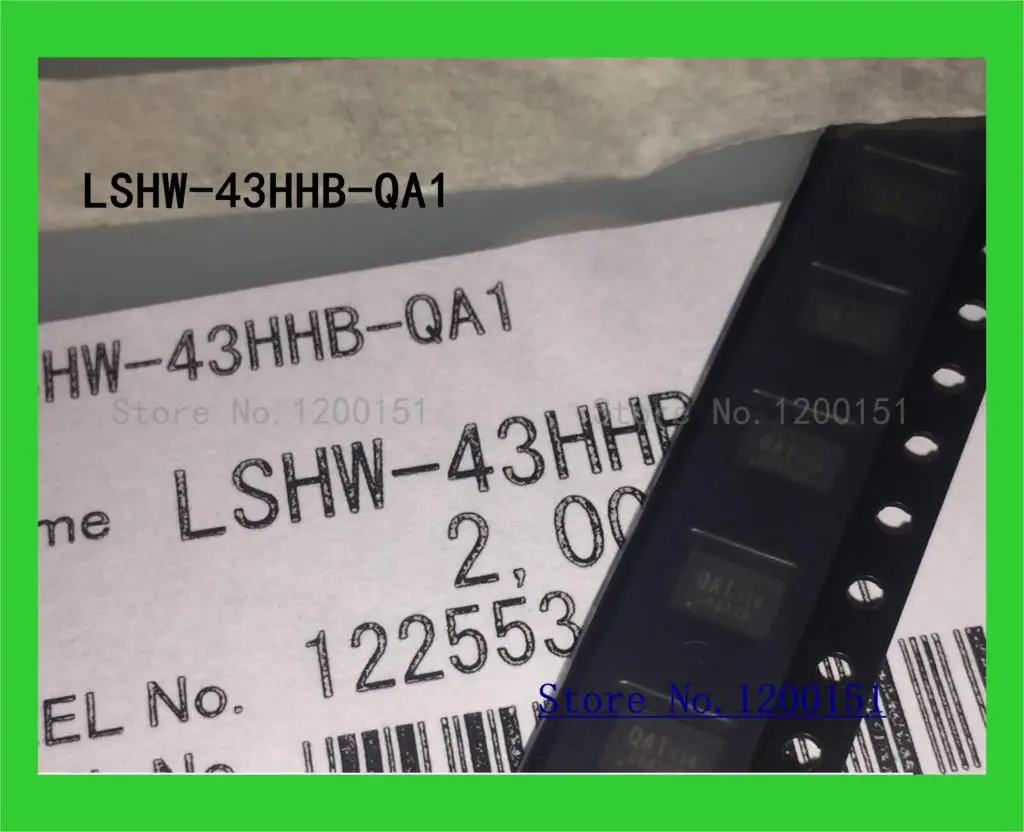 LSHW-43HHB-QA1
HW-43HHB-QA1
Store No.1200151
Store No.1200151
me LSHW-43HHB
2,00
122553
EL No.
Store No.1200151
No.
QA1
QA1
QA1